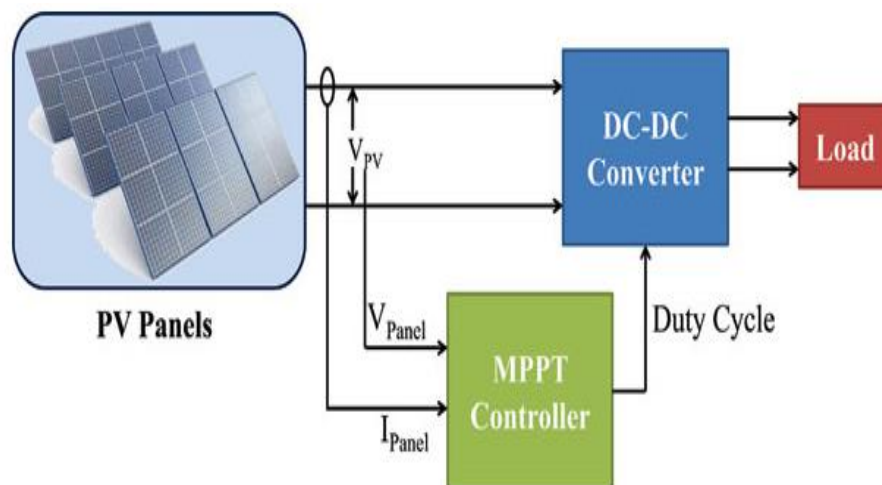 V_PV
DC-DC
Converter
Load
PV Panels
V_Panel
Duty Cycle
MPPT
Controller
I_Panel